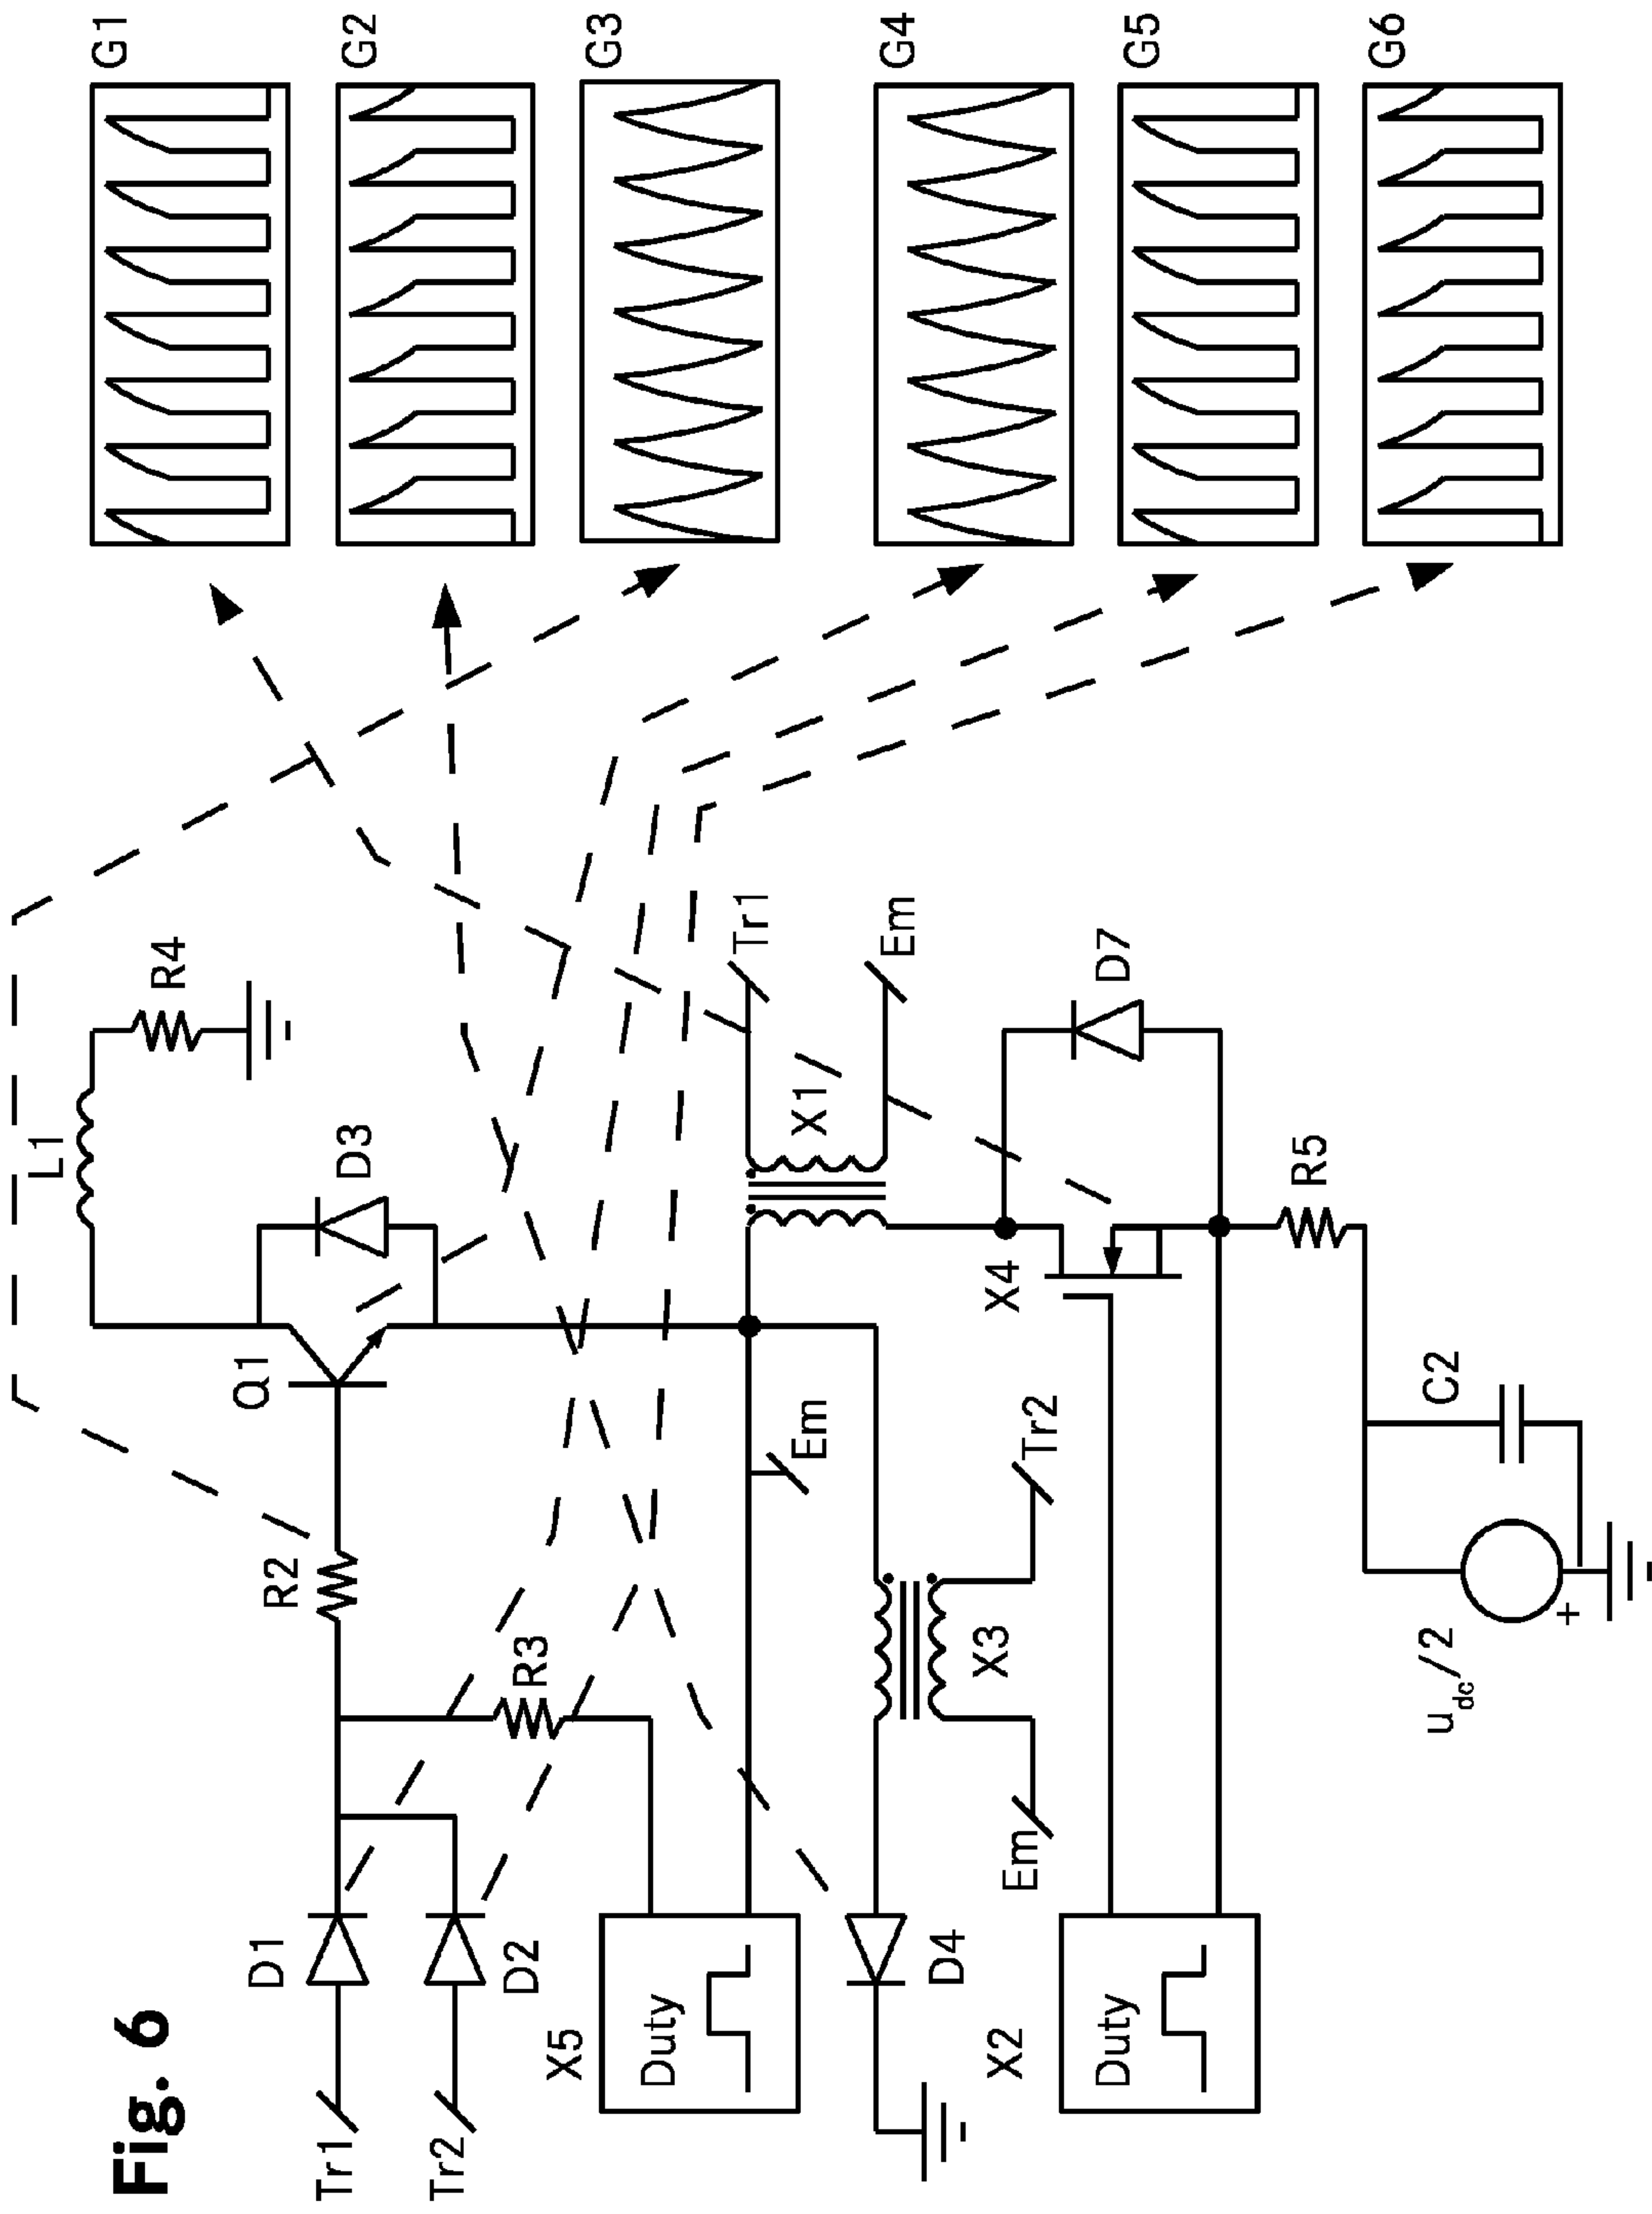 Fig. 6
Tr1
D1
R2
Q1
D3
L1
R4
G1
Tr2
D2
R3
G2
X5
Duty
Em
X1
Tr1
Em
G3
D4
X3
Em
Tr2
X4
D7
G4
X2
Duty
R5
G5
u dc /2
+
C2
G6